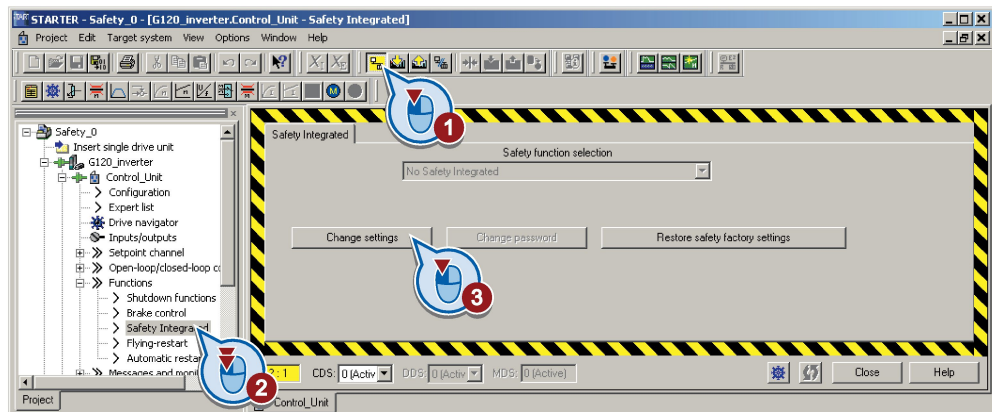 STARTER - Safety_0 - [G120_inverter.Control_Unit - Safety Integrated]
Project Edit Target system View Options Window Help
1
Safety_0
Insert single drive unit
G120_inverter
Control_Unit
Configuration
Expert list
Drive navigator
Inputs/outputs
Setpoint channel
Open-loop/closed-loop
Functions
Shutdown functions
Brake control
Safety Integrated
Flying-restart
Automatic restar
Messages and moni
2
Project
Safety Integrated
Safety function selection
No Safety Integrated
Change settings
Change password
Restore safety factory settings
3
: 1 CDS: 0 (Activ DDS: 0 (Activ MDS: 0 (Active) Close Help
Control_Unit